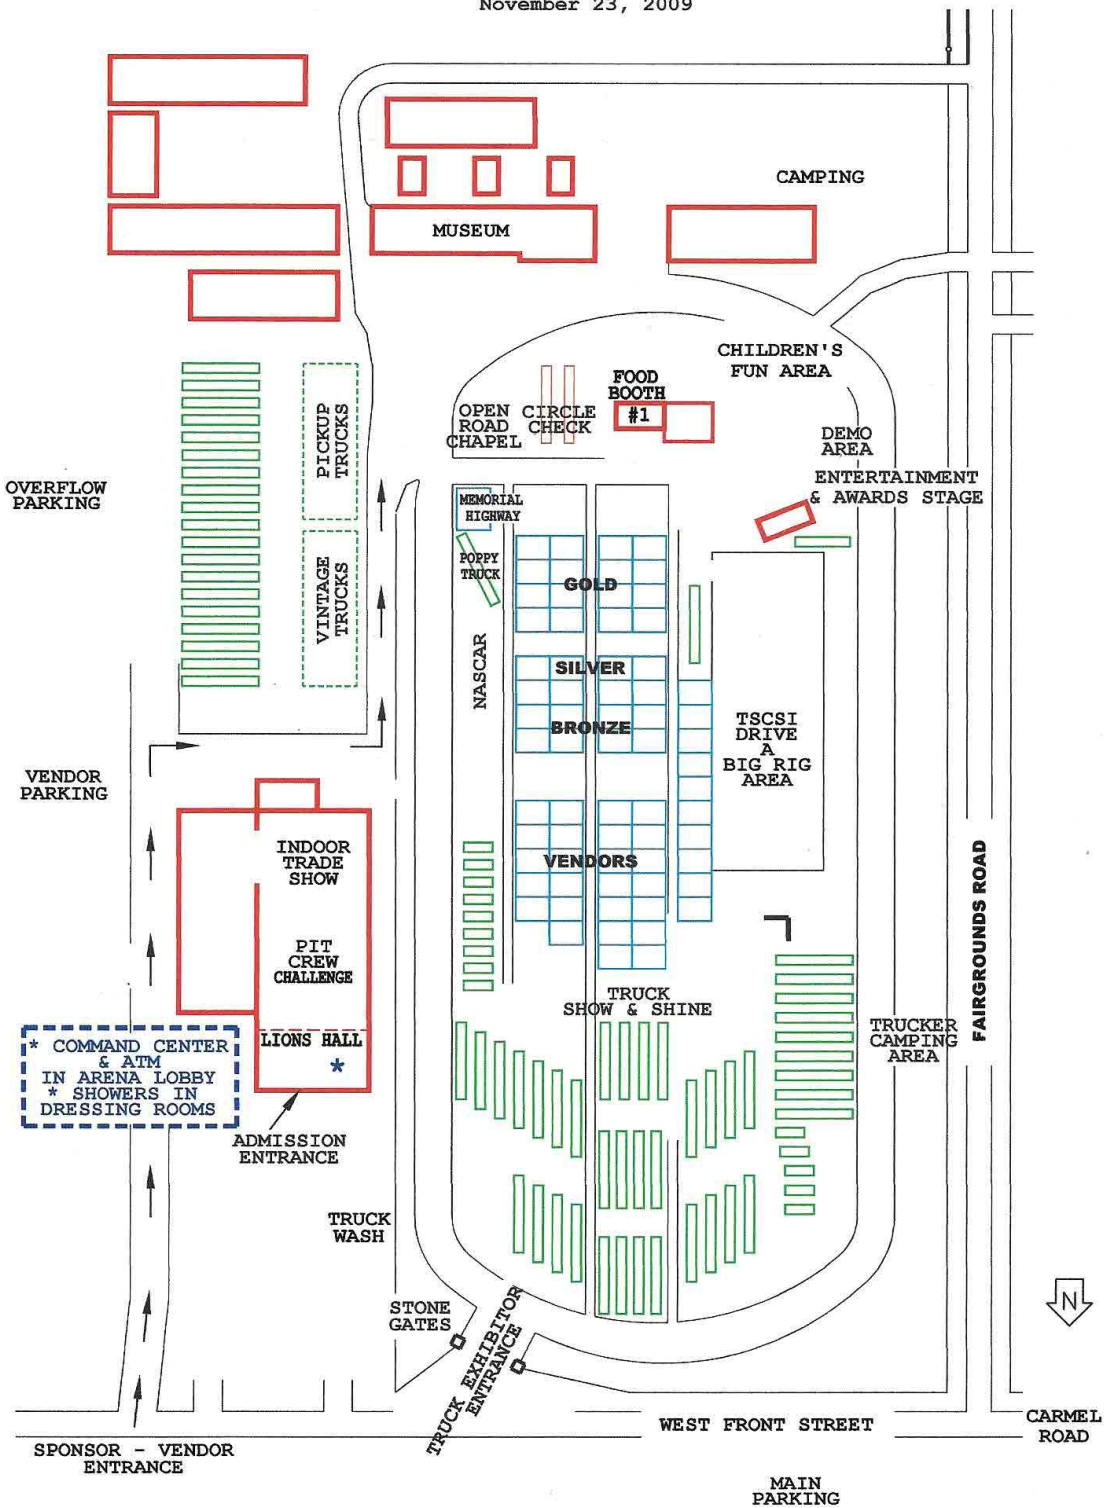 November 23, 2009
CAMPING
MUSEUM
CHILDREN'S
FUN AREA
FOOD
BOOTH
#1
OPEN
ROAD
CHAPEL
CIRCLE
CHECK
DEMO
AREA
ENTERTAINMENT
& AWARDS STAGE
PICKUP
TRUCKS
OVERFLOW
PARKING
MEMORIAL
HIGHWAY
POPPY
TRUCK
GOLD
VINTAGE
TRUCKS
NASCAR
SILVER
BRONZE
TSCSI
DRIVE
A
BIG RIG
AREA
VENDOR
PARKING
INDOOR
TRADE
SHOW
VENDORS
FAIRGROUNDS ROAD
PIT
CREW
CHALLENGE
TRUCK
SHOW & SHINE
TRUCKER
CAMPING
AREA
LIONS HALL
*
* COMMAND CENTER
& ATM
IN ARENA LOBBY
* SHOWERS IN
DRESSING ROOMS
ADMISSION
ENTRANCE
TRUCK
WASH
STONE
GATES
TRUCK EXHIBITOR
ENTRANCE
N
WEST FRONT STREET
CARMEL
ROAD
SPONSOR - VENDOR
ENTRANCE
MAIN
PARKING